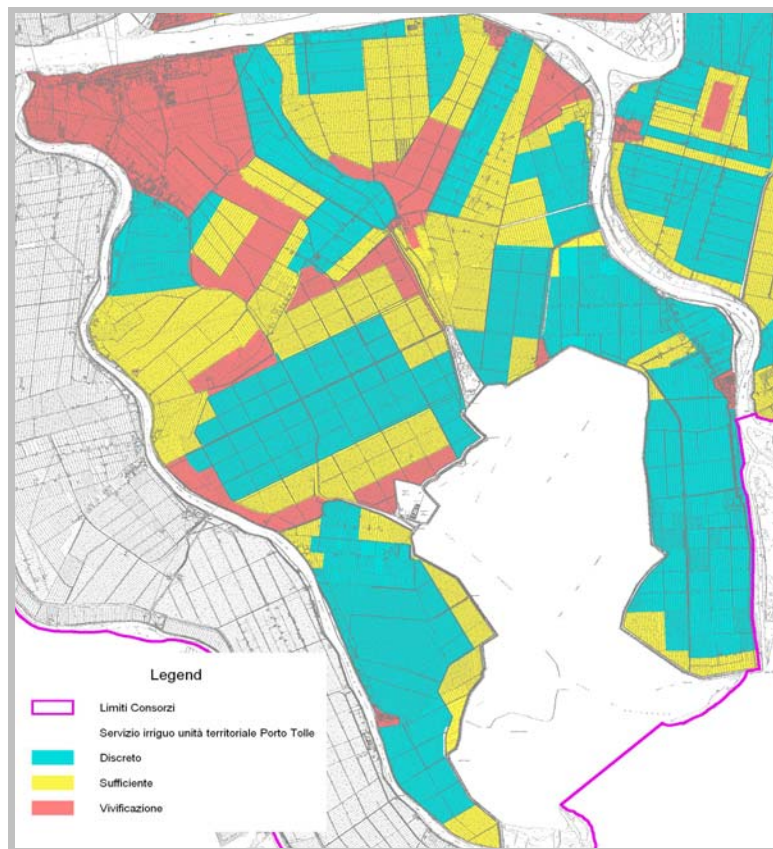 Legend
Limiti Consorzi
Servizio irriguo unità territoriale Porto Tolle
Discreto
Sufficiente
Vivificazione